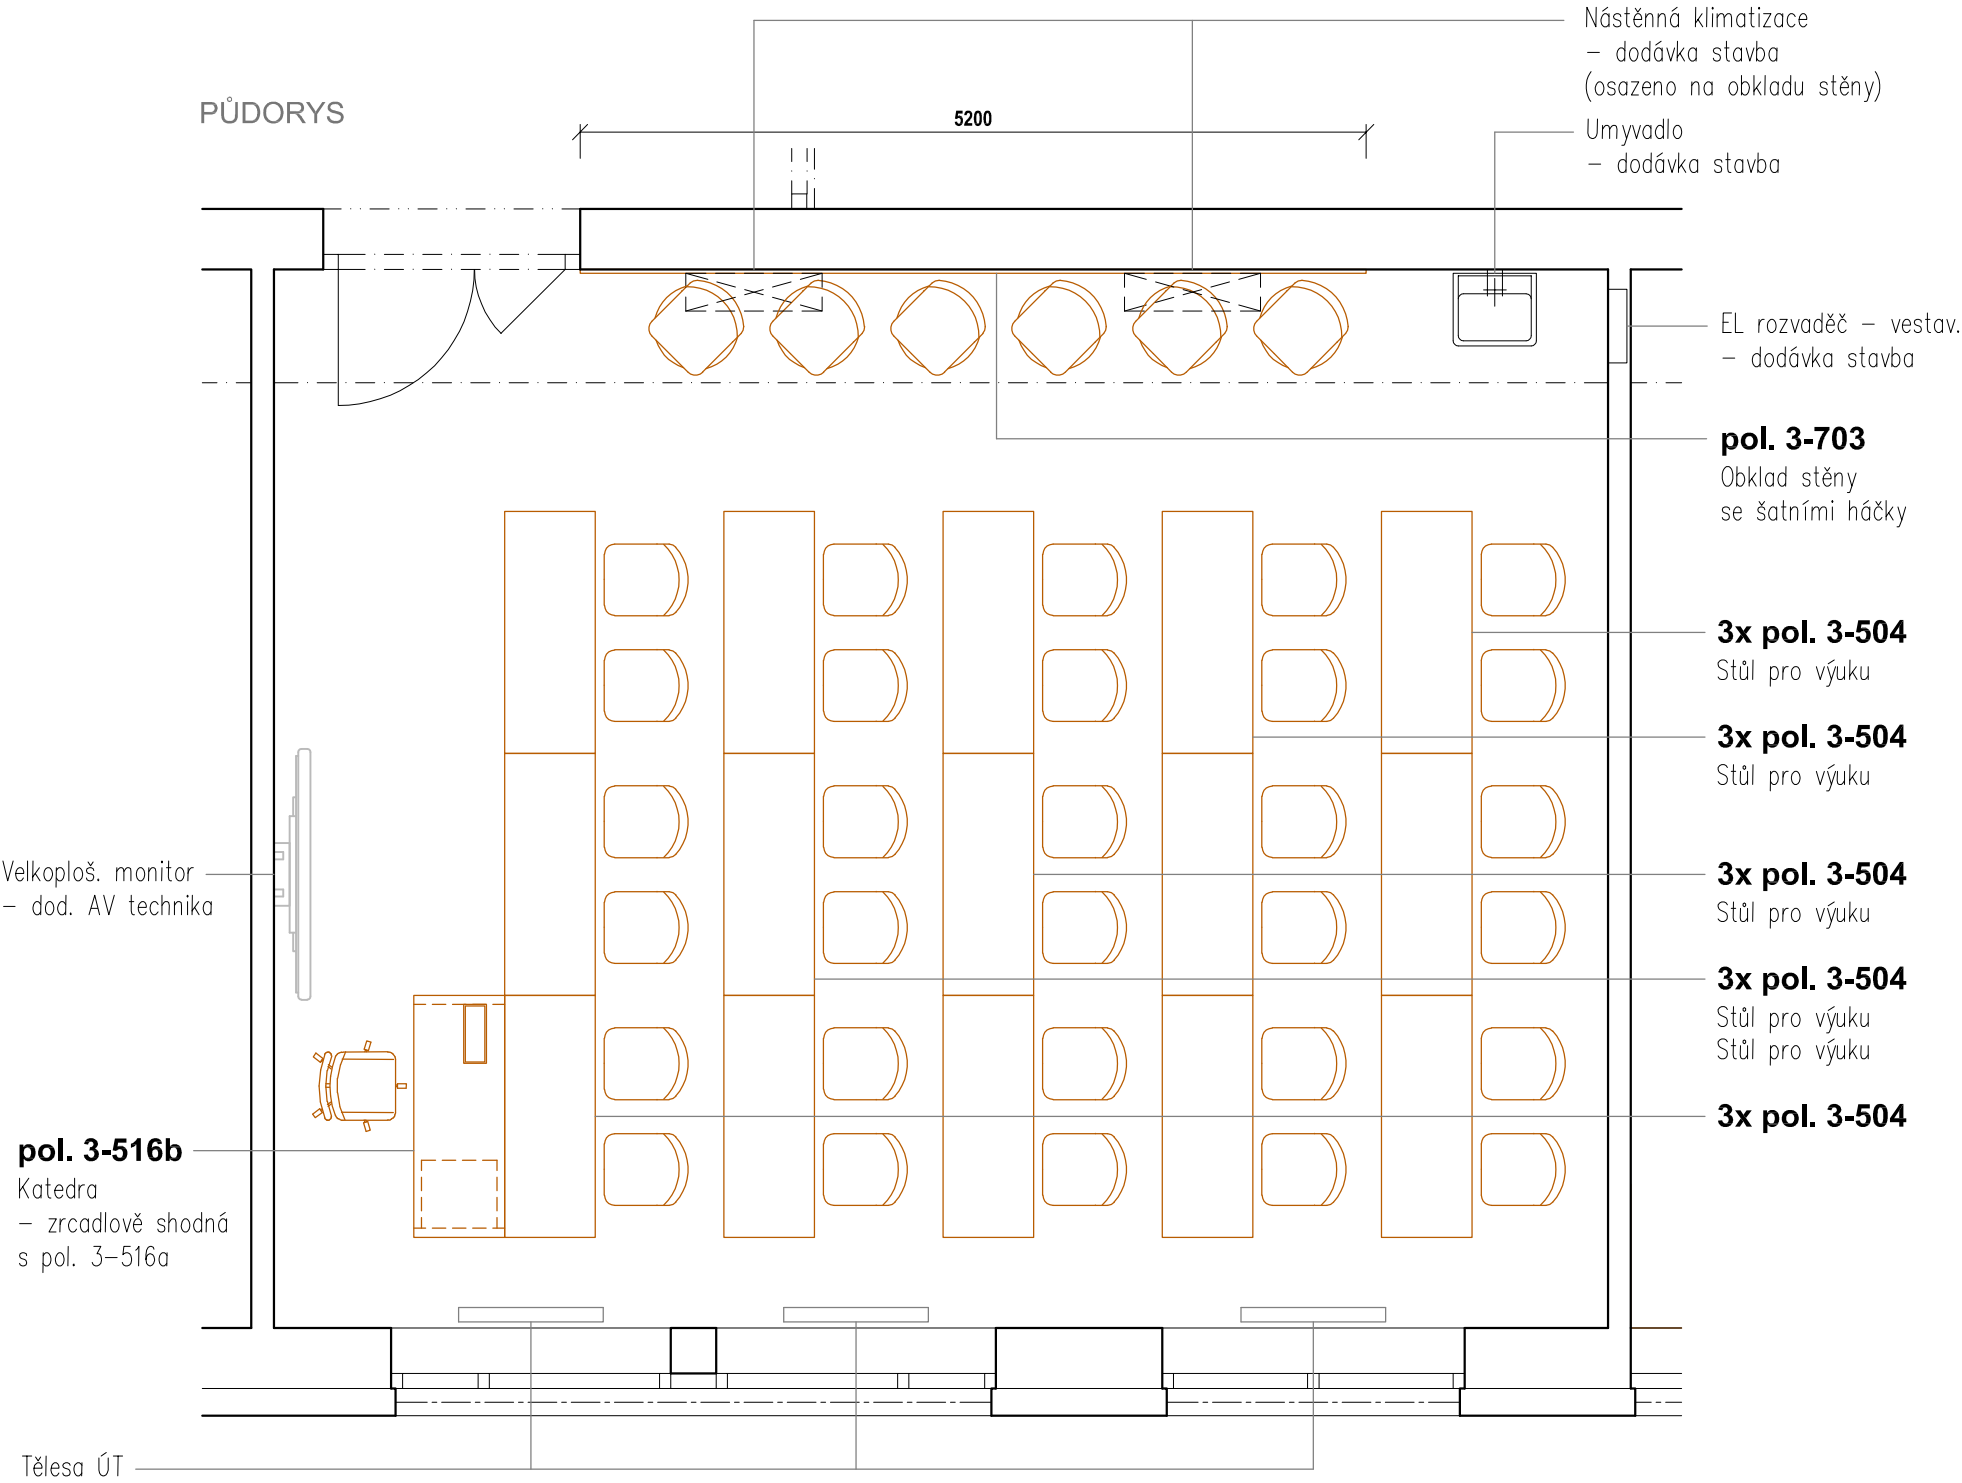 Nástěnná klimatizace
– dodávka stavba
(osazeno na obkladu stěny)
PŮDORYS
5200
Umyvadlo
– dodávka stavba
EL rozvaděč – vestav.
– dodávka stavba
pol. 3-703
Obklad stěny
se šatními háčky
3x pol. 3-504
Stůl pro výuku
3x pol. 3-504
Stůl pro výuku
Velkoploš. monitor
– dod. AV technika
3x pol. 3-504
Stůl pro výuku
3x pol. 3-504
Stůl pro výuku
Stůl pro výuku
3x pol. 3-504
pol. 3-516b
Katedra
– zrcadlově shodná
s pol. 3–516a
Tělesa ÚT